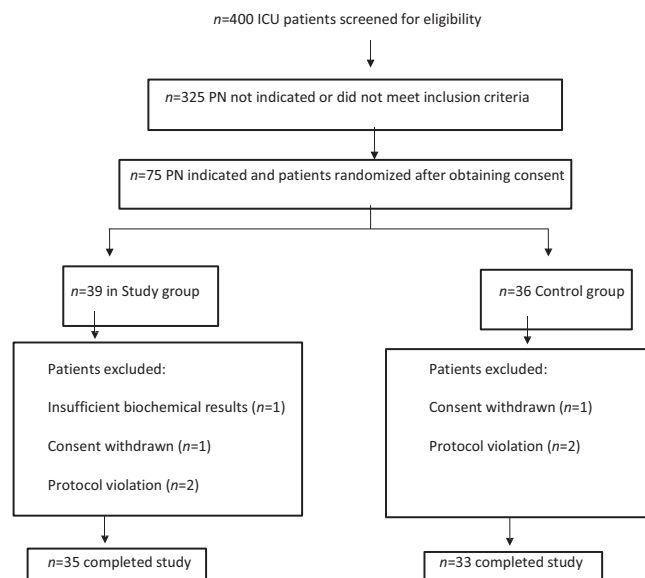 n=400 ICU patients screened for eligibility
n=325 PN not indicated or did not meet inclusion criteria
n=75 PN indicated and patients randomized after obtaining consent
n=39 in Study group
n=36 Control group
Patients excluded:
Insufficient biochemical results (n=1)
Consent withdrawn (n=1)
Protocol violation (n=2)
Patients excluded:
Consent withdrawn (n=1)
Protocol violation (n=2)
n=35 completed study
n=33 completed study